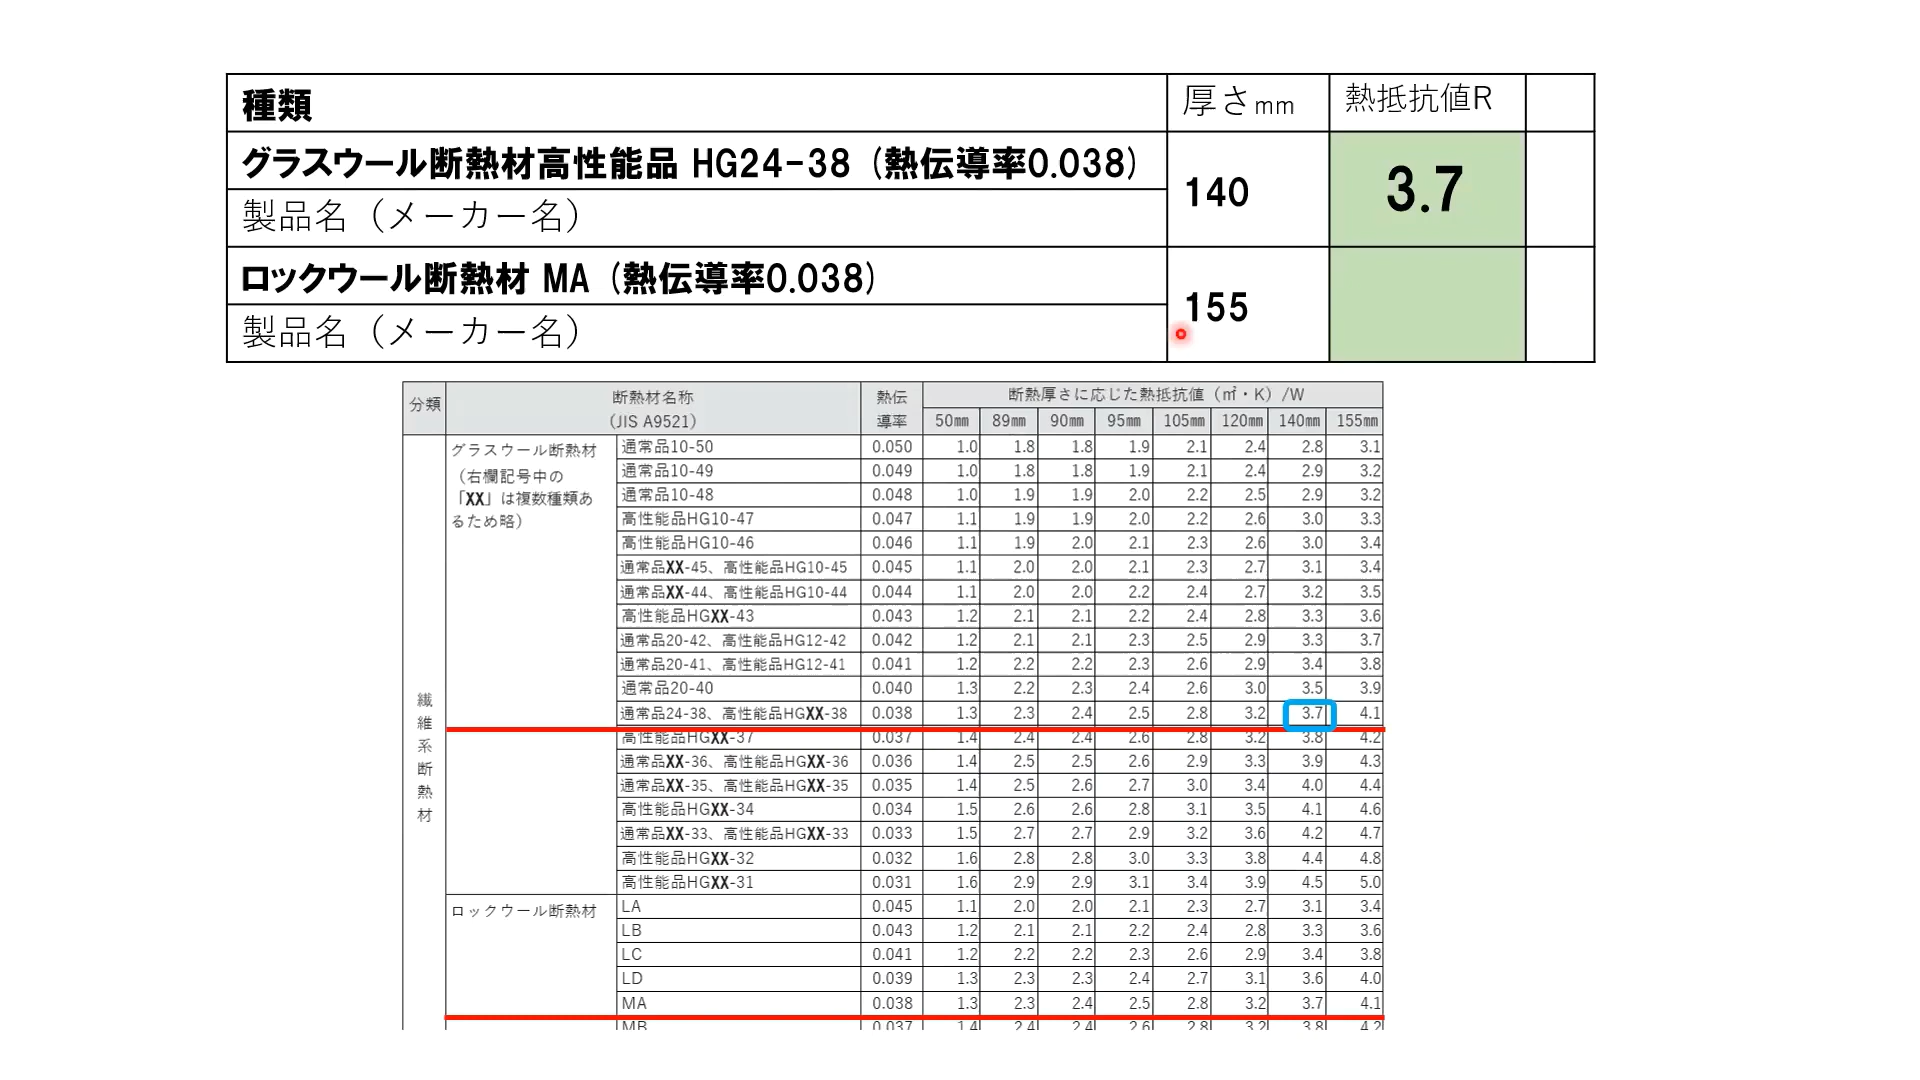 種類 厚さmm 熱抵抗値R
グラスウール断熱材高性能品 HG24-38 (熱伝導率0.038) 140 3.7
製品名（メーカー名）
ロックウール断熱材 MA (熱伝導率0.038) 155
製品名（メーカー名）
分類 断熱材名称 (JIS A9521) 熱伝導率 断熱厚さに応じた熱抵抗値（㎡・K）/W
50㎜ 89㎜ 90㎜ 95㎜ 105㎜ 120㎜ 140㎜ 155㎜
繊維系断熱材
グラスウール断熱材
（右欄記号中の
「XX」は複数種類あ
るため略）
通常品10-50 0.050 1.0 1.8 1.8 1.9 2.1 2.4 2.8 3.1
通常品10-49 0.049 1.0 1.8 1.8 1.9 2.1 2.4 2.9 3.2
通常品10-48 0.048 1.0 1.9 1.9 2.0 2.2 2.5 2.9 3.2
高性能品HG10-47 0.047 1.1 1.9 1.9 2.0 2.2 2.6 3.0 3.3
高性能品HG10-46 0.046 1.1 1.9 2.0 2.1 2.3 2.6 3.0 3.4
通常品XX-45、高性能品HG10-45 0.045 1.1 2.0 2.0 2.1 2.3 2.7 3.1 3.4
通常品XX-44、高性能品HG10-44 0.044 1.1 2.0 2.0 2.2 2.4 2.7 3.2 3.5
高性能品HGXX-43 0.043 1.2 2.1 2.1 2.2 2.4 2.8 3.3 3.6
通常品20-42、高性能品HG12-42 0.042 1.2 2.1 2.1 2.3 2.5 2.9 3.3 3.7
通常品20-41、高性能品HG12-41 0.041 1.2 2.2 2.2 2.3 2.6 2.9 3.4 3.8
通常品20-40 0.040 1.3 2.2 2.3 2.4 2.6 3.0 3.5 3.9
通常品24-38、高性能品HGXX-38 0.038 1.3 2.3 2.4 2.5 2.8 3.2 3.7 4.1
高性能品HGXX-37 0.037 1.4 2.4 2.4 2.6 2.8 3.2 3.8 4.2
通常品XX-36、高性能品HGXX-36 0.036 1.4 2.5 2.5 2.6 2.9 3.3 3.9 4.3
通常品XX-35、高性能品HGXX-35 0.035 1.4 2.5 2.6 2.7 3.0 3.4 4.0 4.4
高性能品HGXX-34 0.034 1.5 2.6 2.6 2.8 3.1 3.5 4.1 4.6
通常品XX-33、高性能品HGXX-33 0.033 1.5 2.7 2.7 2.9 3.2 3.6 4.2 4.7
高性能品HGXX-32 0.032 1.6 2.8 2.8 3.0 3.3 3.8 4.4 4.8
高性能品HGXX-31 0.031 1.6 2.9 2.9 3.1 3.4 3.9 4.5 5.0
ロックウール断熱材 LA 0.045 1.1 2.0 2.0 2.1 2.3 2.7 3.1 3.4
LB 0.043 1.2 2.1 2.1 2.2 2.4 2.8 3.3 3.6
LC 0.041 1.2 2.2 2.2 2.3 2.6 2.9 3.4 3.8
LD 0.039 1.3 2.3 2.3 2.4 2.7 3.1 3.6 4.0
MA 0.038 1.3 2.3 2.4 2.5 2.8 3.2 3.7 4.1
MB 0.037 1.4 2.4 2.4 2.6 2.8 3.2 3.8 4.2